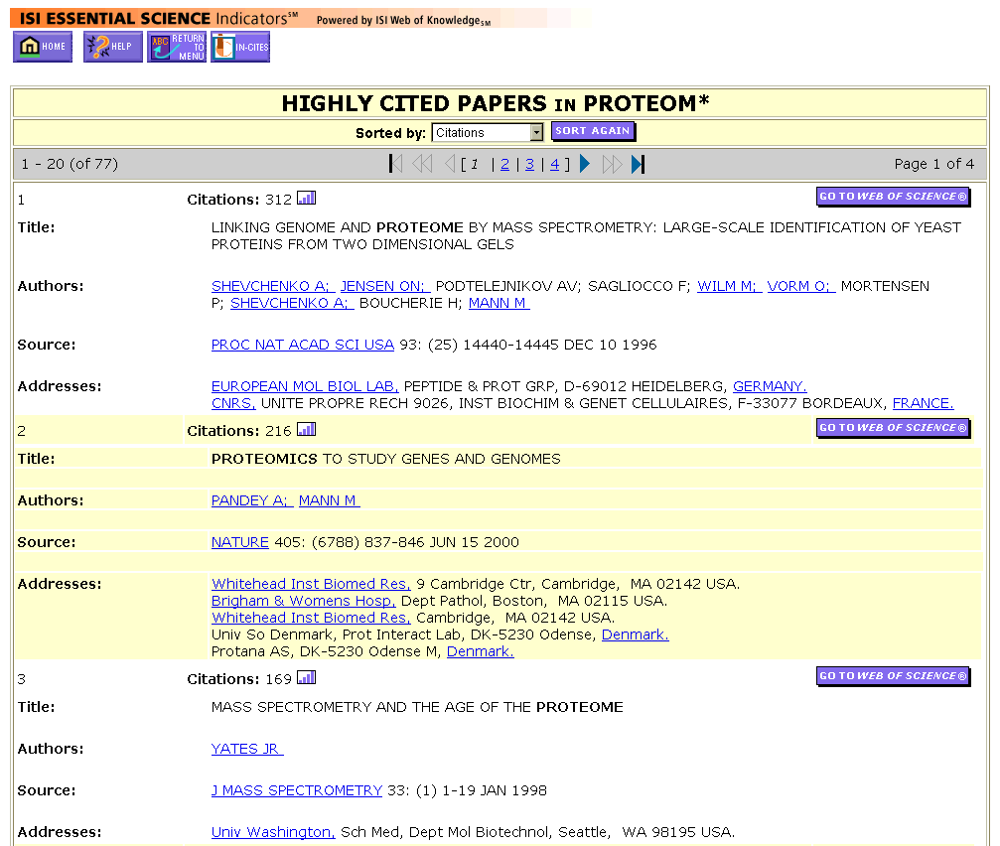 ISI ESSENTIAL SCIENCE Indicators℠ Powered by ISI Web of Knowledge℠
HOME HELP RETURN TO MENU IN-CITES
HIGHLY CITED PAPERS IN PROTEOM*
Sorted by: Citations SORT AGAIN
1 - 20 (of 77) [ 1 | 2 | 3 | 4 ] Page 1 of 4
1 Citations: 312 GO TO WEB OF SCIENCE®
Title: LINKING GENOME AND PROTEOME BY MASS SPECTROMETRY: LARGE-SCALE IDENTIFICATION OF YEAST
PROTEINS FROM TWO DIMENSIONAL GELS
Authors: SHEVCHENKO A; JENSEN ON; PODTELEJNIKOV AV; SAGLIOCCO F; WILM M; VORM O; MORTENSEN
P; SHEVCHENKO A; BOUCHERIE H; MANN M
Source: PROC NAT ACAD SCI USA 93: (25) 14440-14445 DEC 10 1996
Addresses: EUROPEAN MOL BIOL LAB, PEPTIDE & PROT GRP, D-69012 HEIDELBERG, GERMANY.
CNRS, UNITE PROPRE RECH 9026, INST BIOCHIM & GENET CELLULAIRES, F-33077 BORDEAUX, FRANCE.
2 Citations: 216 GO TO WEB OF SCIENCE®
Title: PROTEOMICS TO STUDY GENES AND GENOMES
Authors: PANDEY A; MANN M
Source: NATURE 405: (6788) 837-846 JUN 15 2000
Addresses: Whitehead Inst Biomed Res, 9 Cambridge Ctr, Cambridge, MA 02142 USA.
Brigham & Womens Hosp, Dept Pathol, Boston, MA 02115 USA.
Whitehead Inst Biomed Res, Cambridge, MA 02142 USA.
Univ So Denmark, Prot Interact Lab, DK-5230 Odense, Denmark.
Protana AS, DK-5230 Odense M, Denmark.
3 Citations: 169 GO TO WEB OF SCIENCE®
Title: MASS SPECTROMETRY AND THE AGE OF THE PROTEOME
Authors: YATES JR
Source: J MASS SPECTROMETRY 33: (1) 1-19 JAN 1998
Addresses: Univ Washington, Sch Med, Dept Mol Biotechnol, Seattle, WA 98195 USA.